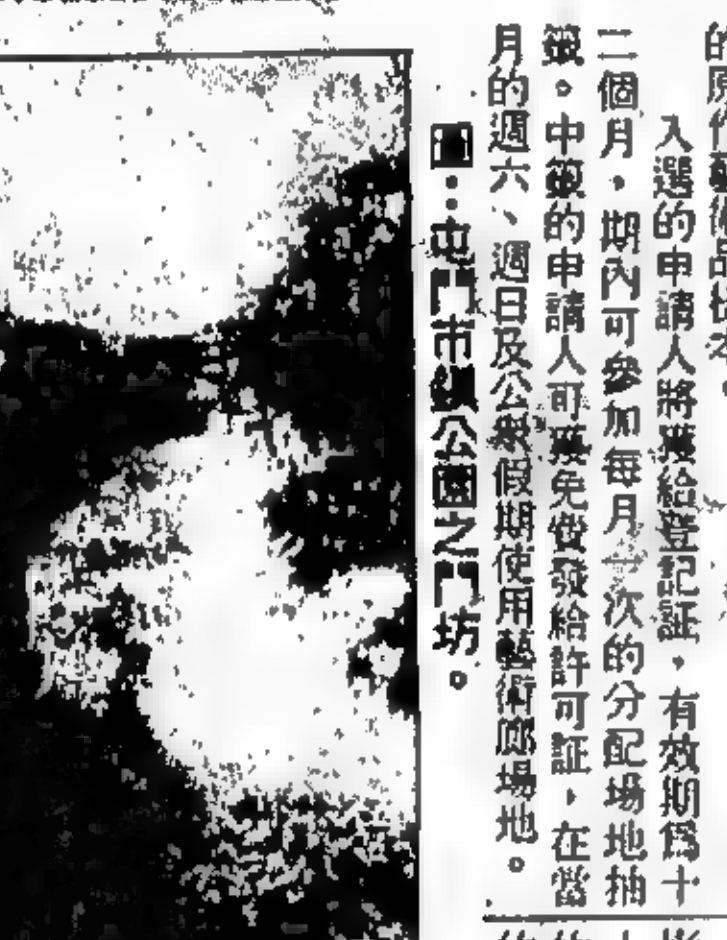 入選的申請人將獲給登記証，有效期爲十
二個月。期內可參加每月一次的分配場地抽
籤。中籤的申請人可獲免費發給許可証，在當
月的週六、週日及公衆假期使用藝術廊場地。
圖：屯門市鎮公園之門坊。